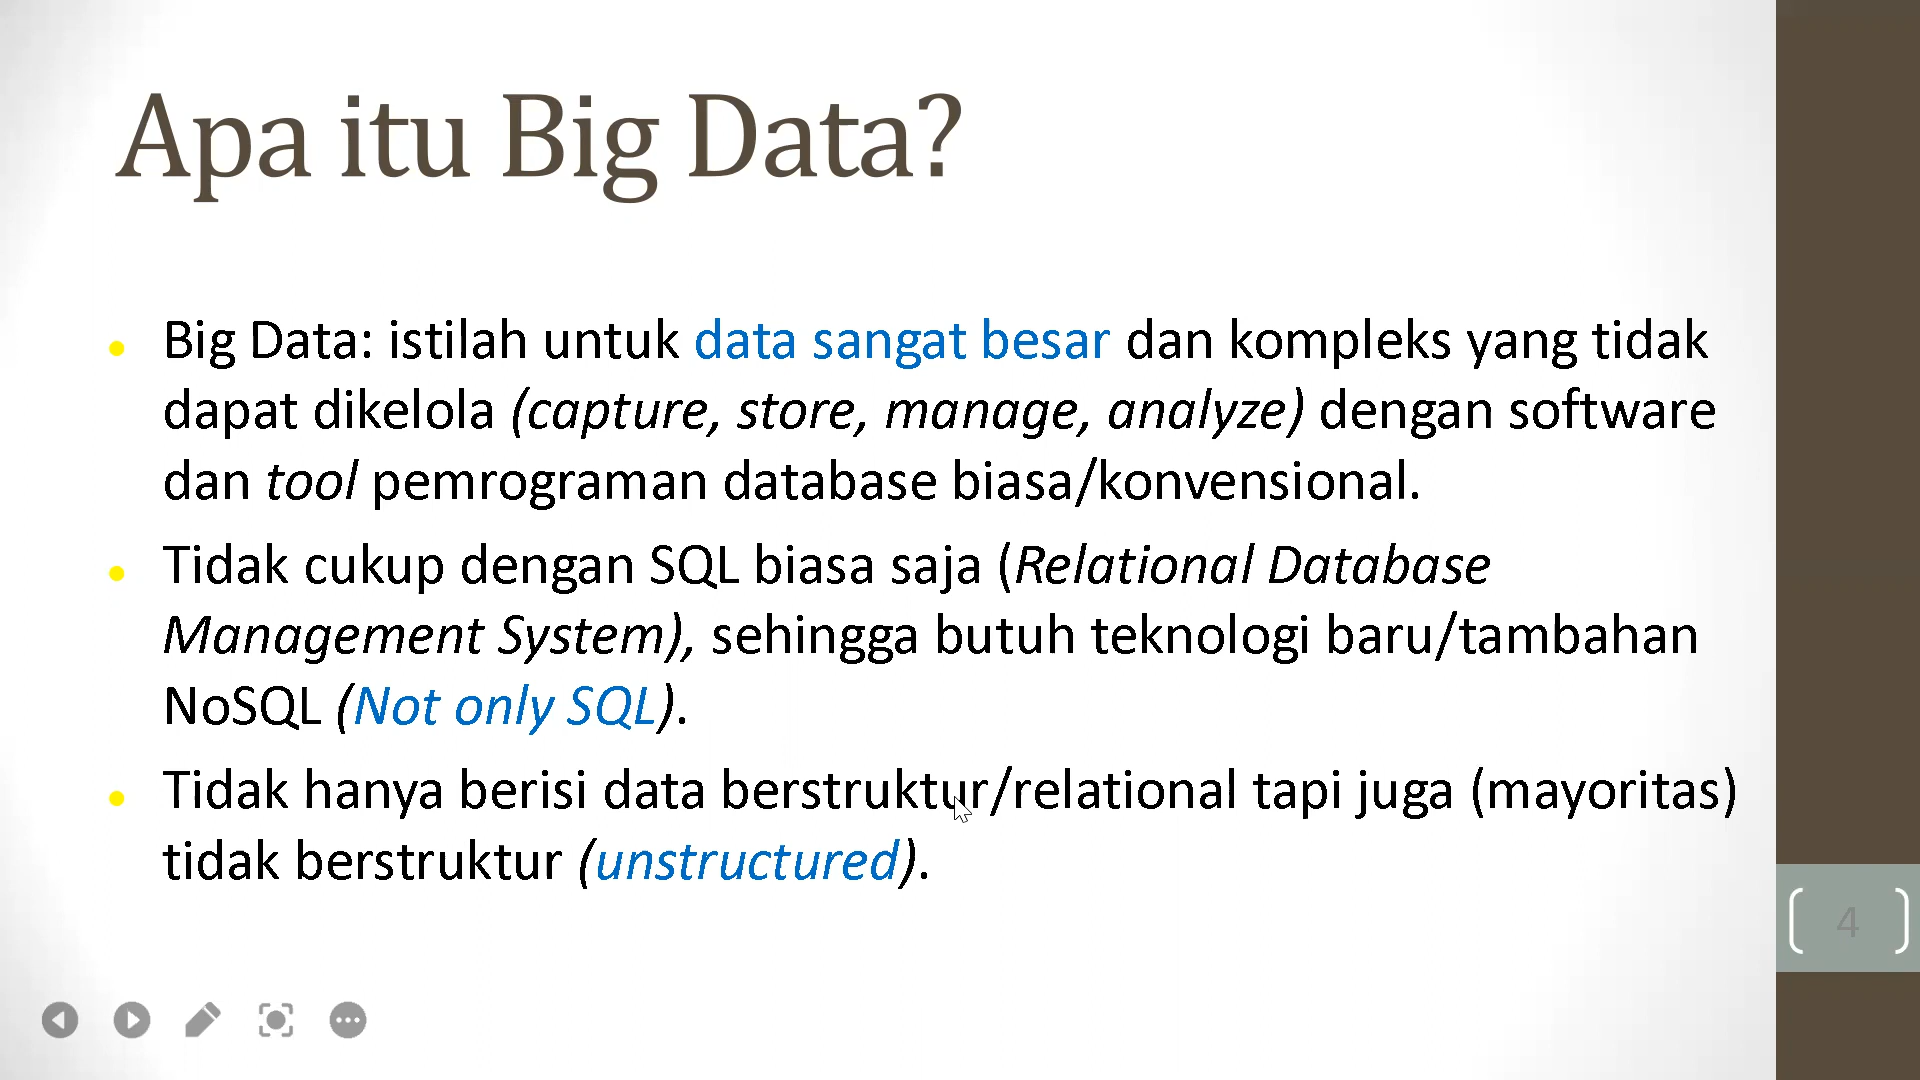 Apa itu Big Data?
Big Data: istilah untuk data sangat besar dan kompleks yang tidak
dapat dikelola (capture, store, manage, analyze) dengan software
dan tool pemrograman database biasa/konvensional.
Tidak cukup dengan SQL biasa saja (Relational Database
Management System), sehingga butuh teknologi baru/tambahan
NoSQL (Not only SQL).
Tidak hanya berisi data berstruktur/relational tapi juga (mayoritas)
tidak berstruktur (unstructured).
4